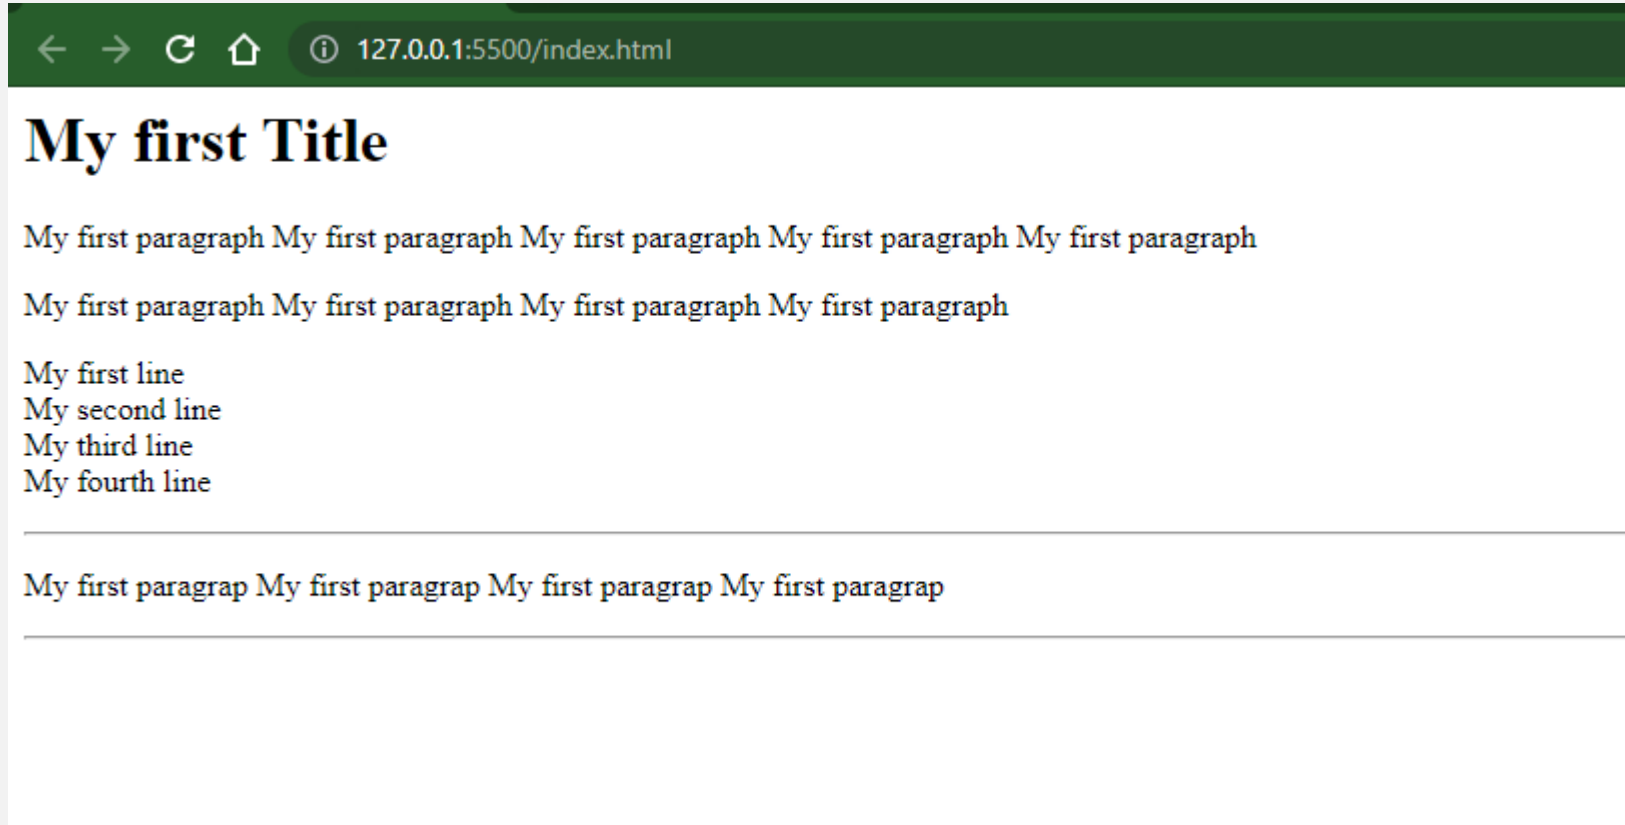 127.0.0.1:5500/index.html
My first Title
My first paragraph My first paragraph My first paragraph My first paragraph My first paragraph
My first paragraph My first paragraph My first paragraph My first paragraph
My first line
My second line
My third line
My fourth line
My first paragrap My first paragrap My first paragrap My first paragrap